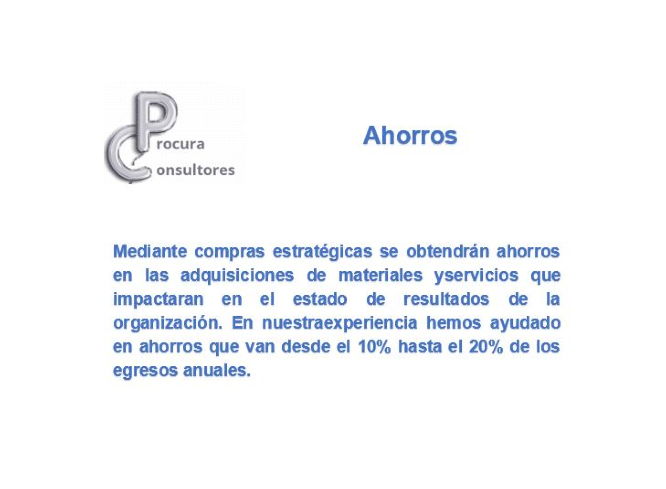 Procura
Consultores
Ahorros
Mediante compras estratégicas se obtendrán ahorros
en las adquisiciones de materiales yservicios que
impactaran en el estado de resultados de la
organización. En nuestraexperiencia hemos ayudado
en ahorros que van desde el 10% hasta el 20% de los
egresos anuales.